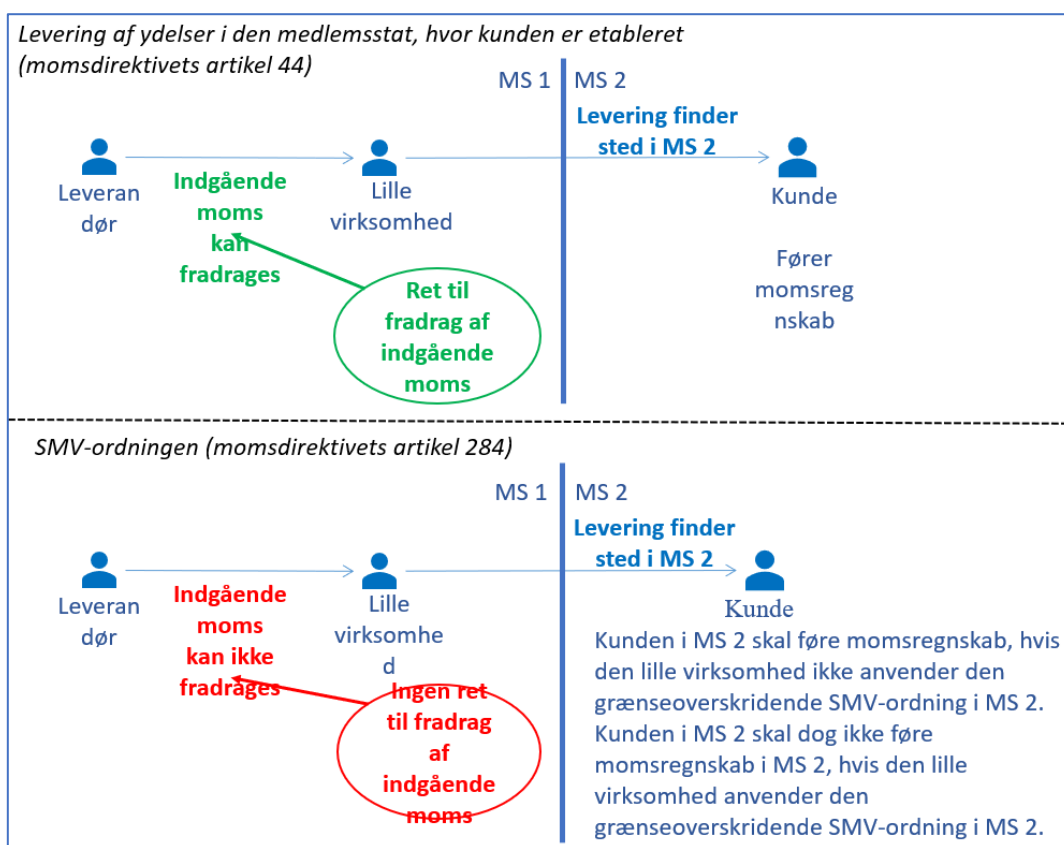 Levering af ydelser i den medlemsstat, hvor kunden er etableret
(momsdirektivets artikel 44)
MS 1
MS 2
Levering finder
sted i MS 2
Leveran
dør
Indgående
moms
kan
fradrages
Lille
virksomhed
Kunde
Fører
momsreg
nskab
Ret til
fradrag af
indgående
moms
SMV-ordningen (momsdirektivets artikel 284)
MS 1
MS 2
Levering finder
sted i MS 2
Leveran
dør
Indgående
moms
kan ikke
fradrages
Lille
virksomhe
d
Kunde
Ingen ret
til fradrag
af
indgående
moms
Kunden i MS 2 skal føre momsregnskab, hvis
den lille virksomhed ikke anvender den
grænseoverskridende SMV-ordning i MS 2.
Kunden i MS 2 skal dog ikke føre
momsregnskab i MS 2, hvis den lille
virksomhed anvender den
grænseoverskridende SMV-ordning i MS 2.